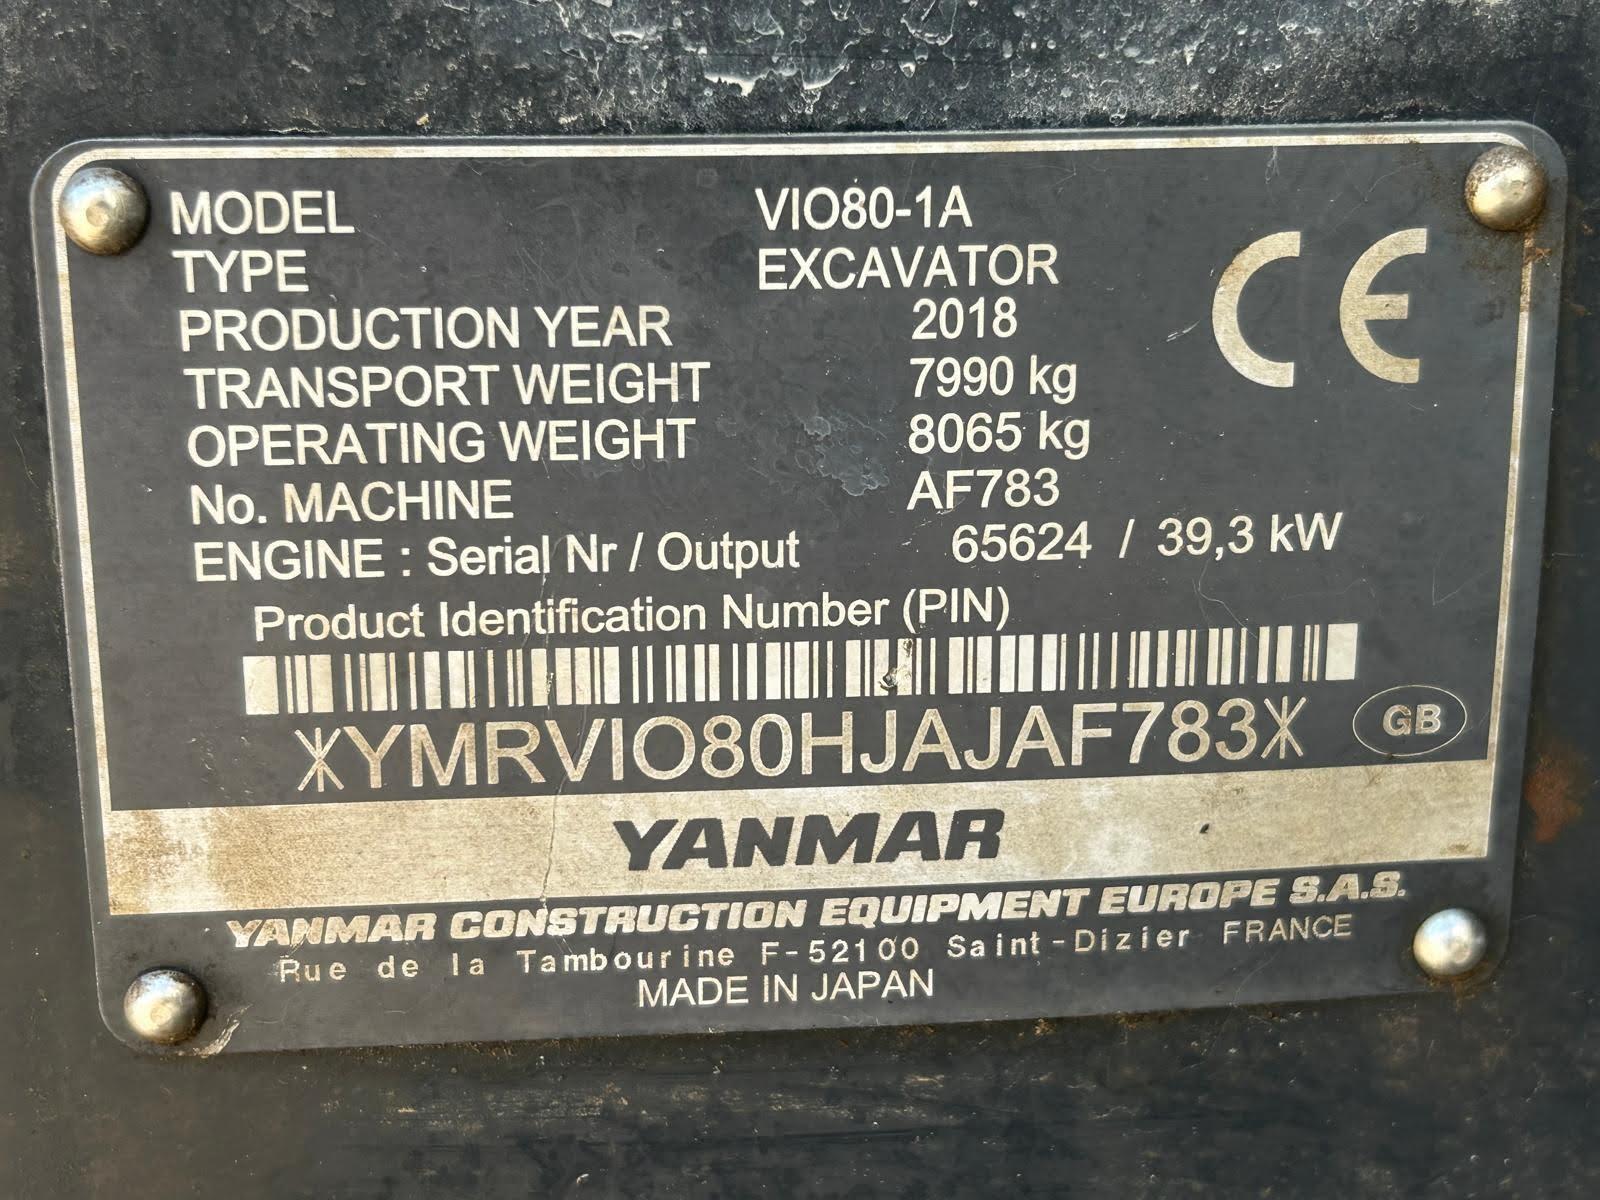 MODEL VIO80-1A
TYPE EXCAVATOR
PRODUCTION YEAR 2018
TRANSPORT WEIGHT 7990 kg
OPERATING WEIGHT 8065 kg
No. MACHINE AF783
ENGINE : Serial Nr / Output 65624 / 39,3 kW
CE
Product Identification Number (PIN)
YMRVIO80HJAJAF783
GB
YANMAR
YANMAR CONSTRUCTION EQUIPMENT EUROPE S.A.S.
Rue de la Tambourine F-52100 Saint-Dizier FRANCE
MADE IN JAPAN